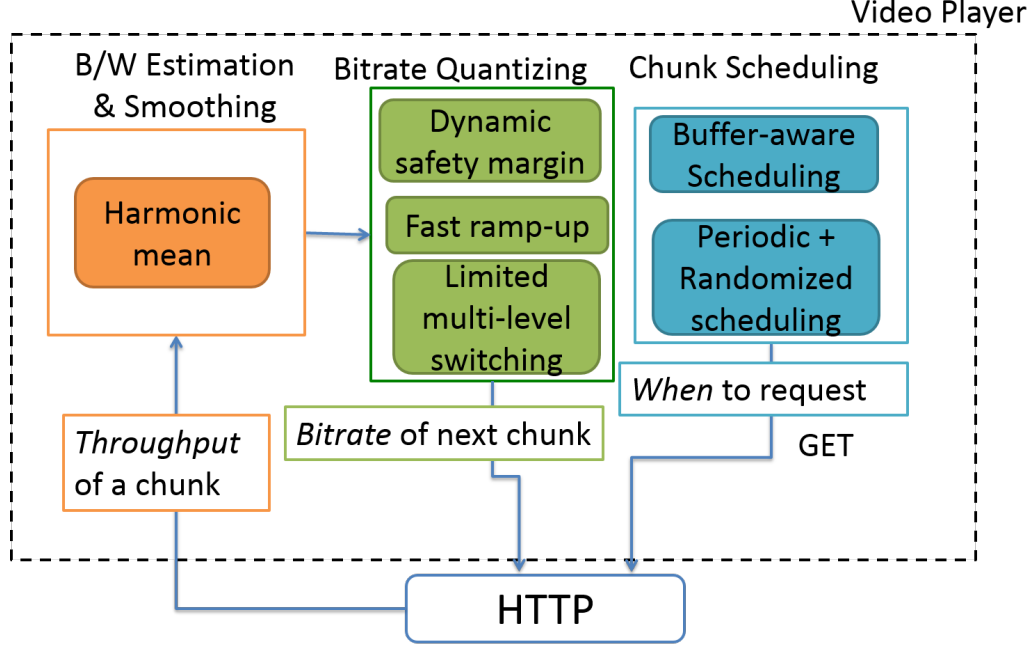 Video Player
B/W Estimation
& Smoothing
Bitrate Quantizing
Chunk Scheduling
Harmonic
mean
Dynamic
safety margin
Fast ramp-up
Limited
multi-level
switching
Buffer-aware
Scheduling
Periodic +
Randomized
scheduling
Throughput
of a chunk
Bitrate of next chunk
When to request
GET
HTTP